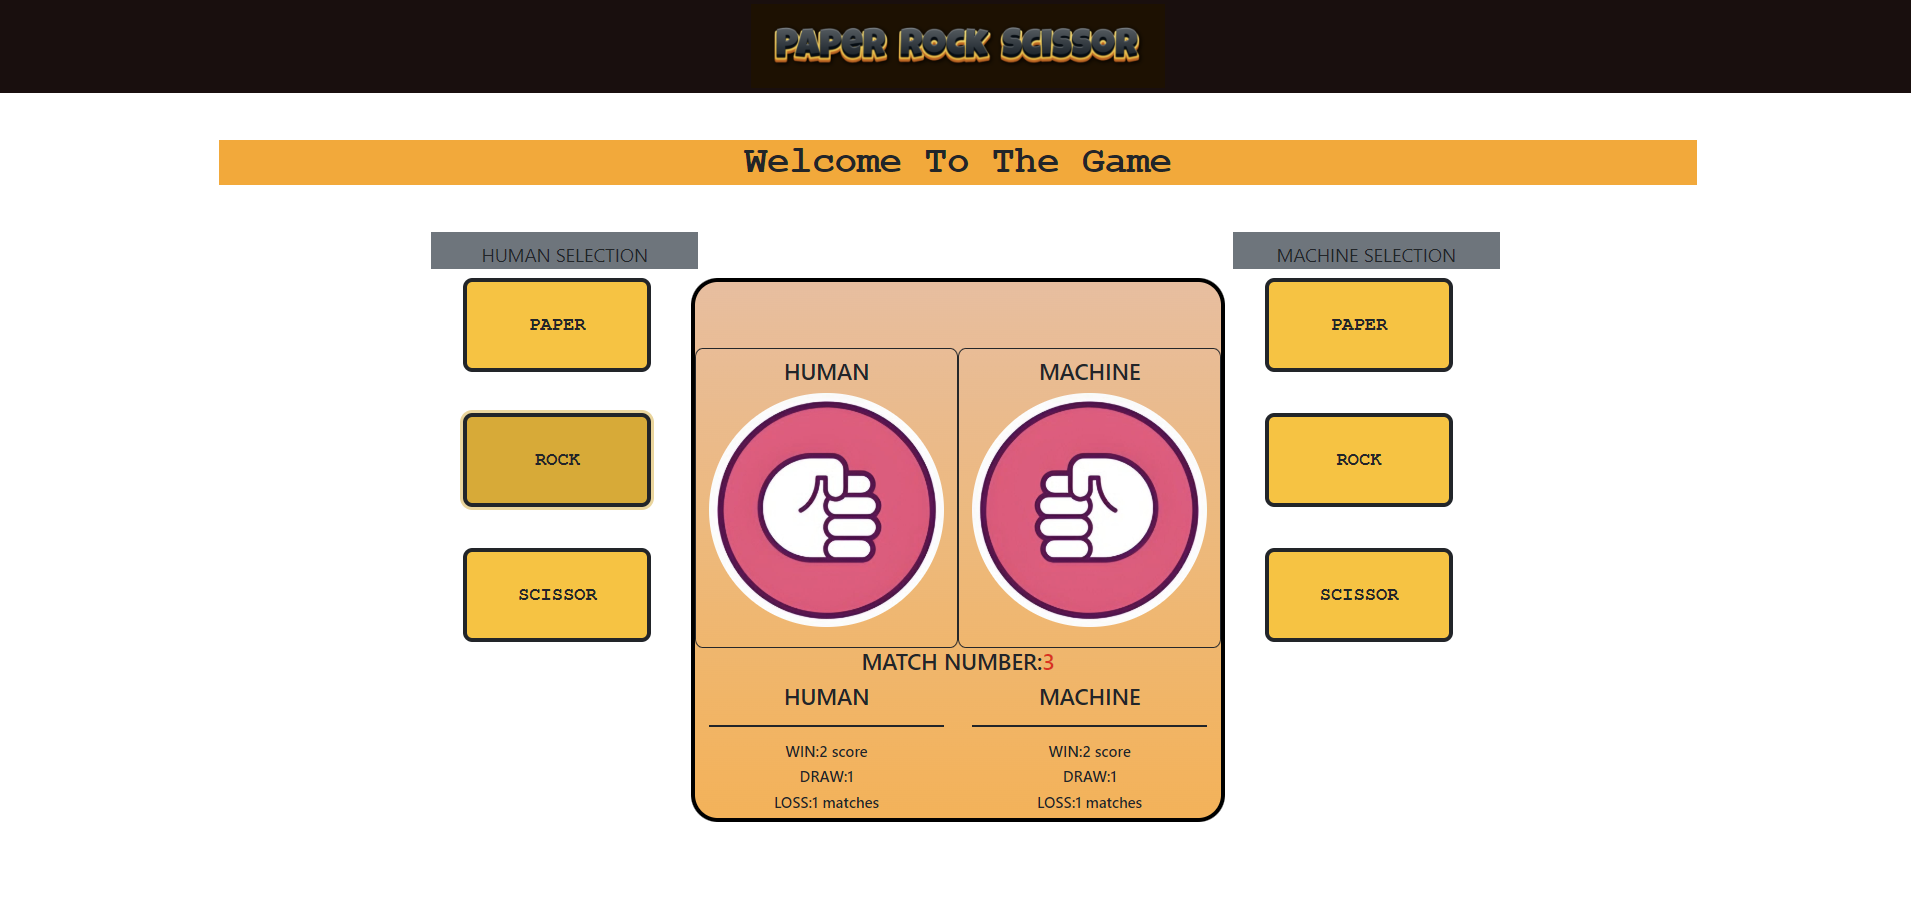 PAPER ROCK SCISSOR
Welcome To The Game
HUMAN SELECTION
PAPER
ROCK
SCISSOR
HUMAN
MACHINE
MATCH NUMBER:3
HUMAN
WIN:2 score
DRAW:1
LOSS:1 matches
MACHINE
WIN:2 score
DRAW:1
LOSS:1 matches
MACHINE SELECTION
PAPER
ROCK
SCISSOR